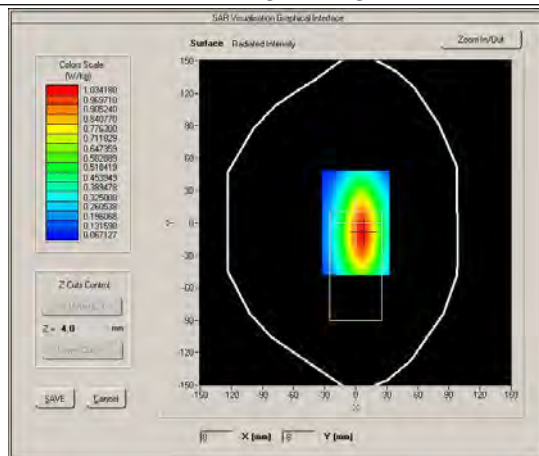 SAR Visualisation Graphical Interface
Surface Radiated Intensity
Zoom In/Out
Colors Scale
(W/kg)
1.034190
0.969710
0.905240
0.840770
0.776300
0.711829
0.647359
0.582889
0.518419
0.453949
0.389478
0.325008
0.260538
0.196068
0.131598
0.067127
150
120
90
60
30
0
-30
-60
-90
-120
-150
Y
-150 -120 -90 -60 -30 0 30 60 90 120 150
X
Z Cuts Control
Z = 4.0 mm
SAVE
Cancel
X (mm)
Y (mm)